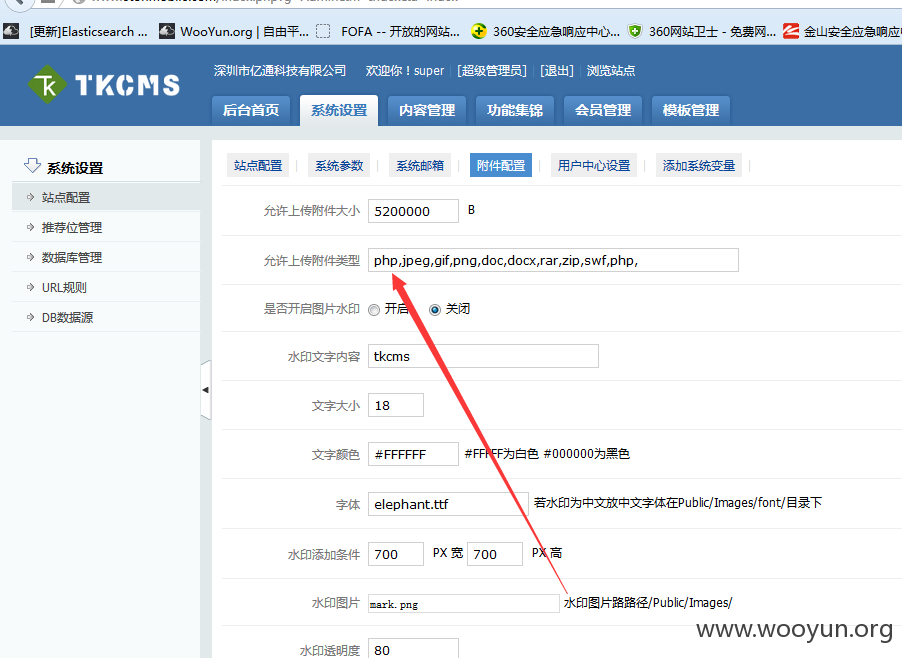 [更新]Elasticsearch ... WooYun.org | 自由平... FOFA -- 开放的网站... 360安全应急响应中心... 360网站卫士 - 免费网... 金山安全应急响应
TK TKCMS
深圳市亿通科技有限公司 欢迎你！super [超级管理员] [退出] 浏览站点
后台首页 系统设置 内容管理 功能集锦 会员管理 模板管理
系统设置
站点配置
推荐位管理
数据库管理
URL规则
DB数据源
站点配置 系统参数 系统邮箱 附件配置 用户中心设置 添加系统变量
允许上传附件大小 5200000 B
允许上传附件类型 php,jpeg,gif,png,doc,docx,rar,zip,swf,php,
是否开启图片水印 开启 关闭
水印文字内容 tkcms
文字大小 18
文字颜色 #FFFFFF #FFFFF为白色 #000000为黑色
字体 elephant.ttf 若水印为中文放中文字体在Public/Images/font/目录下
水印添加条件 700 PX 宽 700 PX 高
水印图片 mark.png 水印图片路路径/Public/Images/
水印透明度 80
www.wooyun.org